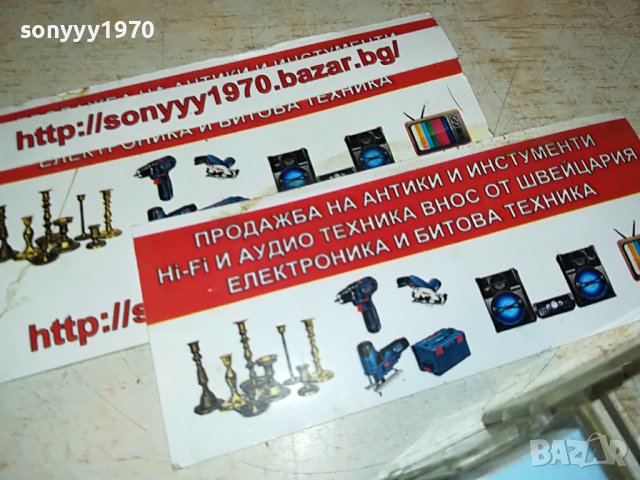 sonyyy1970
http://sonyyy1970.bazar.bg/
ЕЛЕКТРОНИКА И БИТОВА ТЕХНИКА
http://s
ПРОДАЖБА НА АНТИКИ И ИНСТУМЕНТИ
Hi-Fi И АУДИО ТЕХНИКА ВНОС ОТ ШВЕЙЦАРИЯ
ЕЛЕКТРОНИКА И БИТОВА ТЕХНИКА
BAZAR